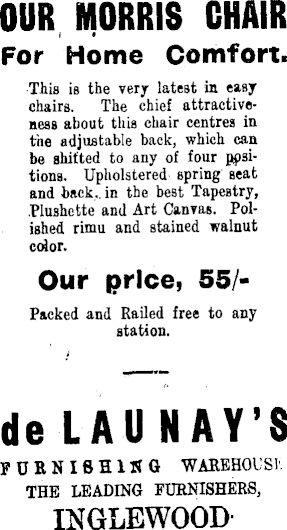 OUR MORRIS CHAIR
For Home Comfort.
This is the very latest in easy
chairs. The chief attractive-
ness about this chair centres in
the adjustable back, which can
be shifted to any of four posi-
tions. Upholstered spring seat
and back, in the best Tapestry,
Plushette and Art Canvas. Pol-
ished rimu and stained walnut
color.
Our price, 55/-
Packed and Railed free to any
station.
de LAUNAY'S
FURNISHING WAREHOUSE
THE LEADING FURNISHERS,
INGLEWOOD.